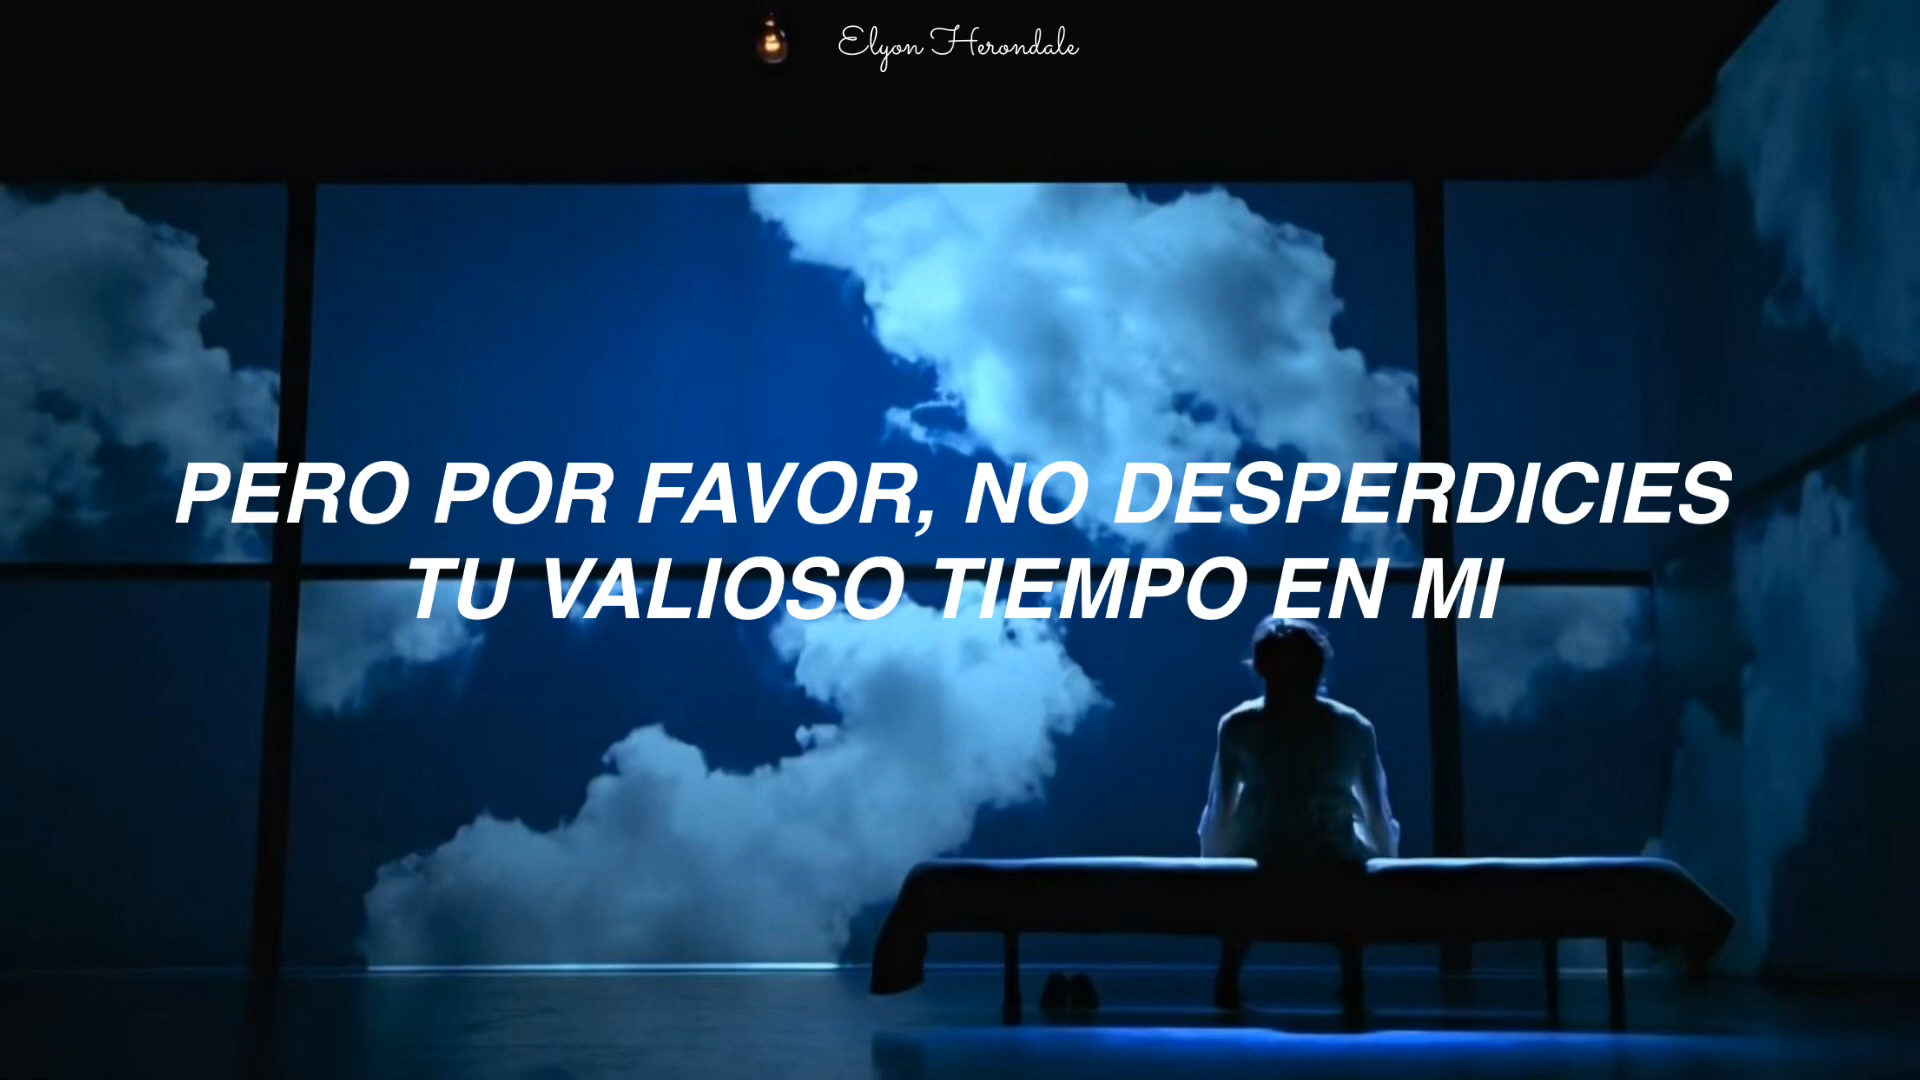 Elyon Herondale
PERO POR FAVOR, NO DESPERDICIES
TU VALIOSO TIEMPO EN MI